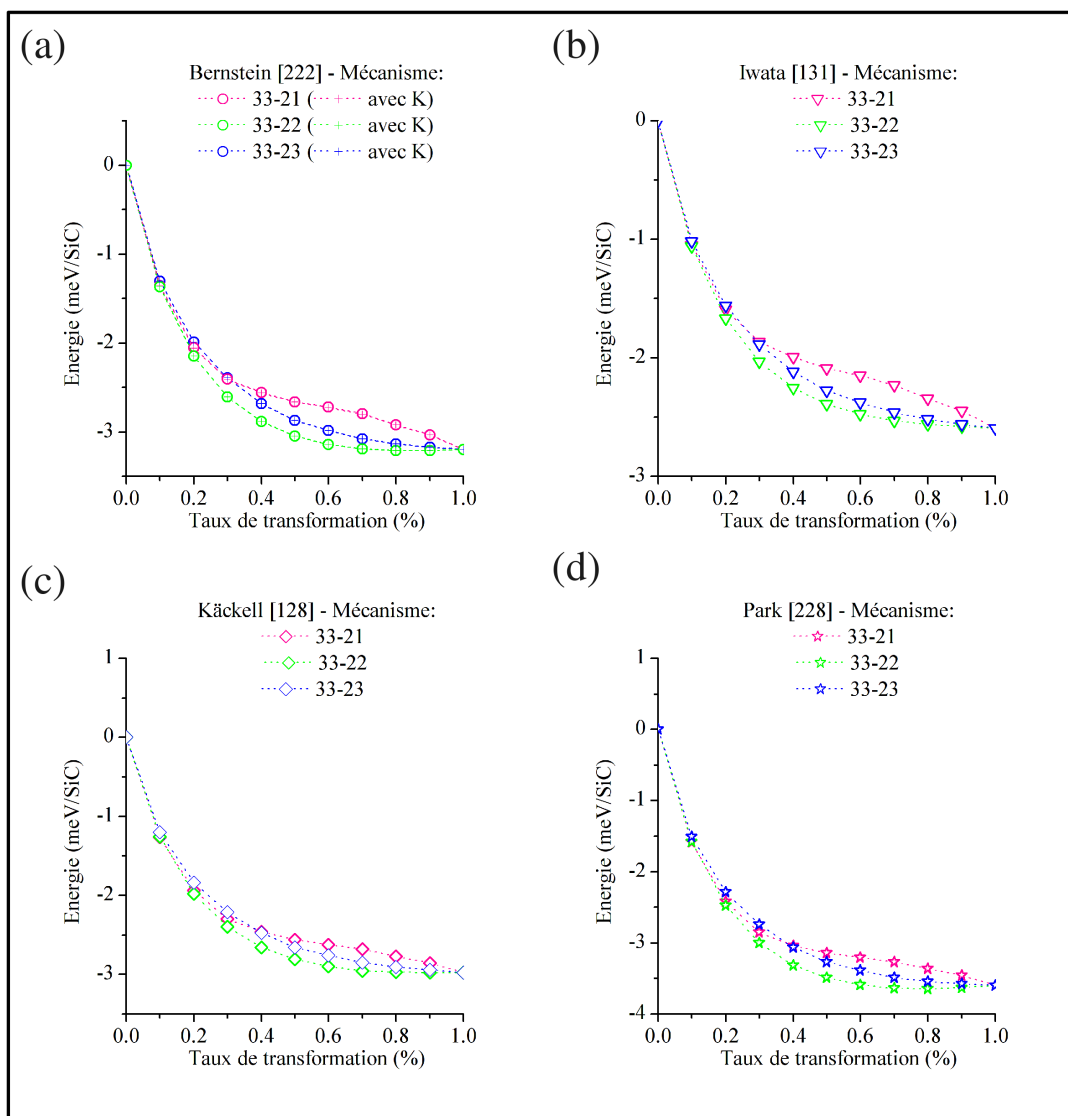 (a)
Bernstein [222] - Mécanisme:
33-21 ( avec K)
33-22 ( avec K)
33-23 ( avec K)
0
-1
-2
-3
Energie (meV/SiC)
0.0 0.2 0.4 0.6 0.8 1.0
Taux de transformation (%)
(b)
Iwata [131] - Mécanisme:
33-21
33-22
33-23
0
-1
-2
-3
Energie (meV/SiC)
0.0 0.2 0.4 0.6 0.8 1.0
Taux de transformation (%)
(c)
Käckell [128] - Mécanisme:
33-21
33-22
33-23
1
0
-1
-2
-3
Energie (meV/SiC)
0.0 0.2 0.4 0.6 0.8 1.0
Taux de transformation (%)
(d)
Park [228] - Mécanisme:
33-21
33-22
33-23
1
0
-1
-2
-3
-4
Energie (meV/SiC)
0.0 0.2 0.4 0.6 0.8 1.0
Taux de transformation (%)